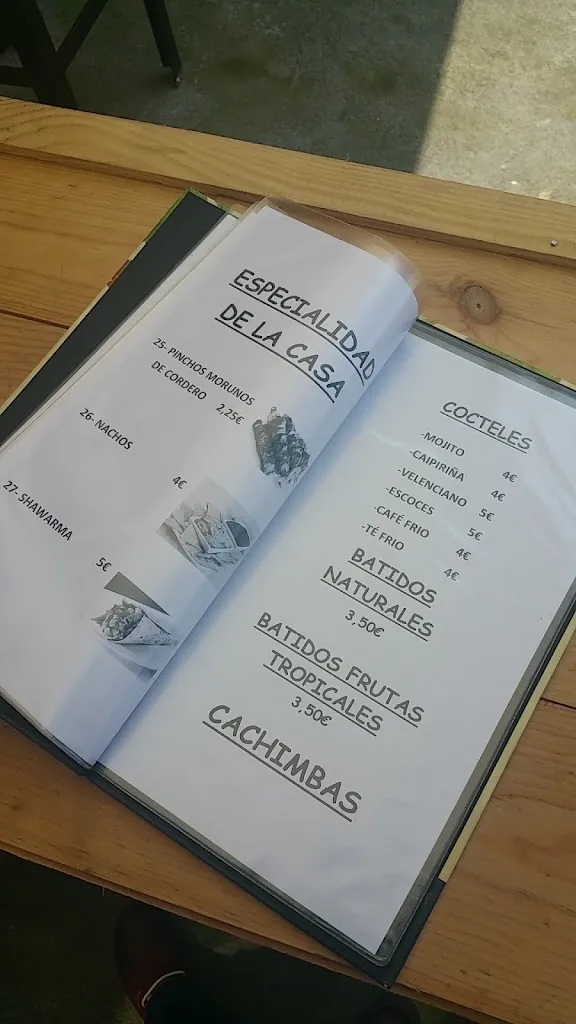 ESPECIALIDAD
DE LA CASA
25- PINCHOS MORUNOS
DE CORDERO 2,25€
26- NACHOS
4€
27- SHAWARMA
5€
COCTELES
-MOJITO 4€
-CAIPIRIÑA 4€
-VELENCIANO 5€
-ESCOCES 5€
-CAFÉ FRIO 4€
-TÉ FRIO 4€
BATIDOS
NATURALES
3,50€
BATIDOS FRUTAS
TROPICALES
3,50€
CACHIMBAS